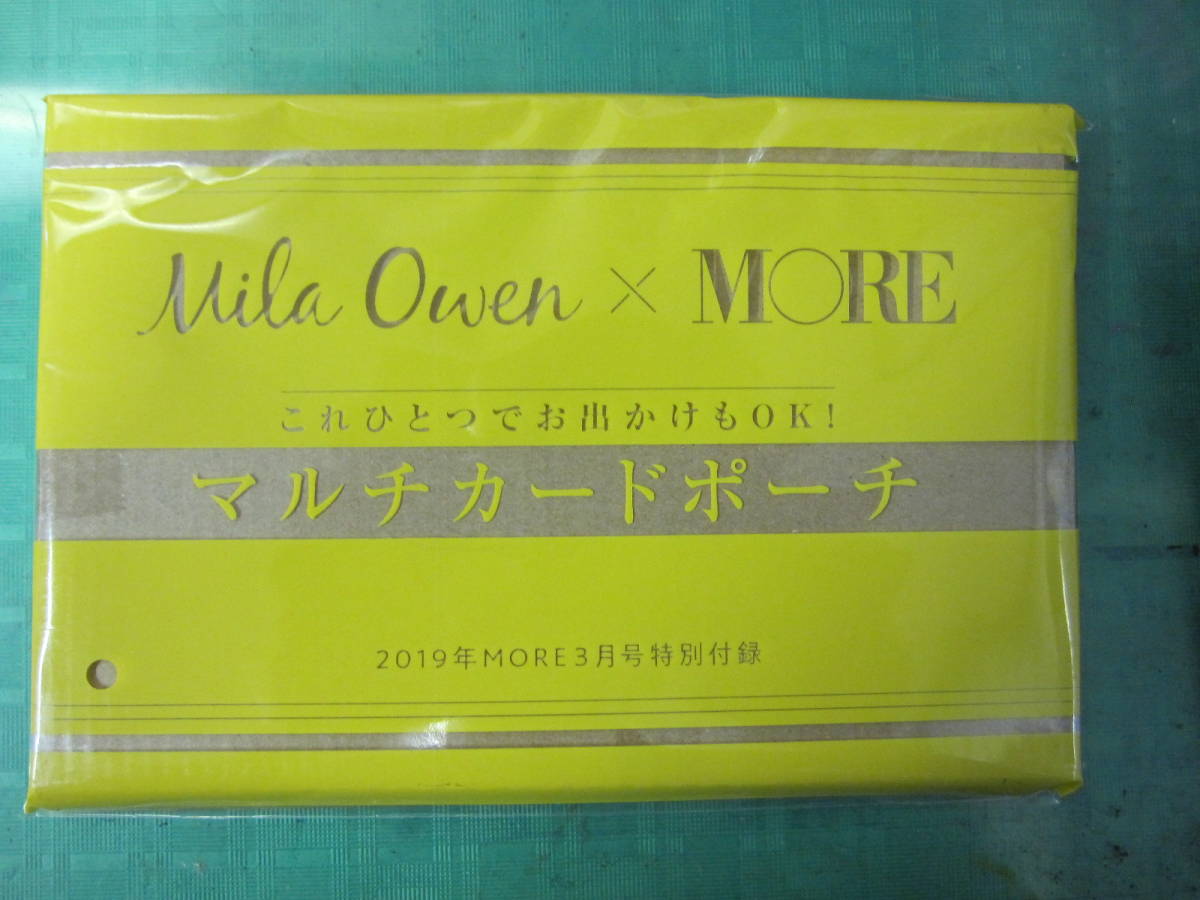 Mila Owen × MORE
これひとつでお出かけもOK!
マルチカードポーチ
2019年MORE3月号特別付録